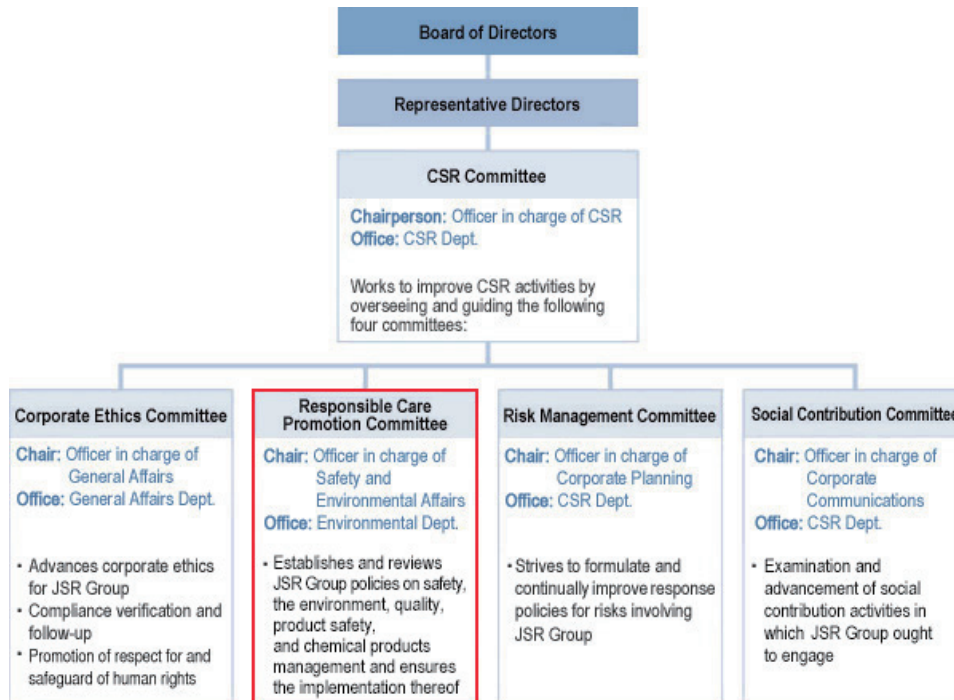 Board of Directors
Representative Directors
CSR Committee
Chairperson: Officer in charge of CSR
Office: CSR Dept.
Works to improve CSR activities by
overseeing and guiding the following
four committees:
Corporate Ethics Committee
Chair: Officer in charge of
General Affairs
Office: General Affairs Dept.
• Advances corporate ethics
for JSR Group
• Compliance verification and
follow-up
• Promotion of respect for and
safeguard of human rights
Responsible Care
Promotion Committee
Chair: Officer in charge of
Safety and
Environmental Affairs
Office: Environmental Dept.
• Establishes and reviews
JSR Group policies on safety,
the environment, quality,
product safety,
and chemical products
management and ensures
the implementation thereof
Risk Management Committee
Chair: Officer in charge of
Corporate Planning
Office: CSR Dept.
• Strives to formulate and
continually improve response
policies for risks involving
JSR Group
Social Contribution Committee
Chair: Officer in charge of
Corporate
Communications
Office: CSR Dept.
• Examination and
advancement of social
contribution activities in
which JSR Group ought
to engage